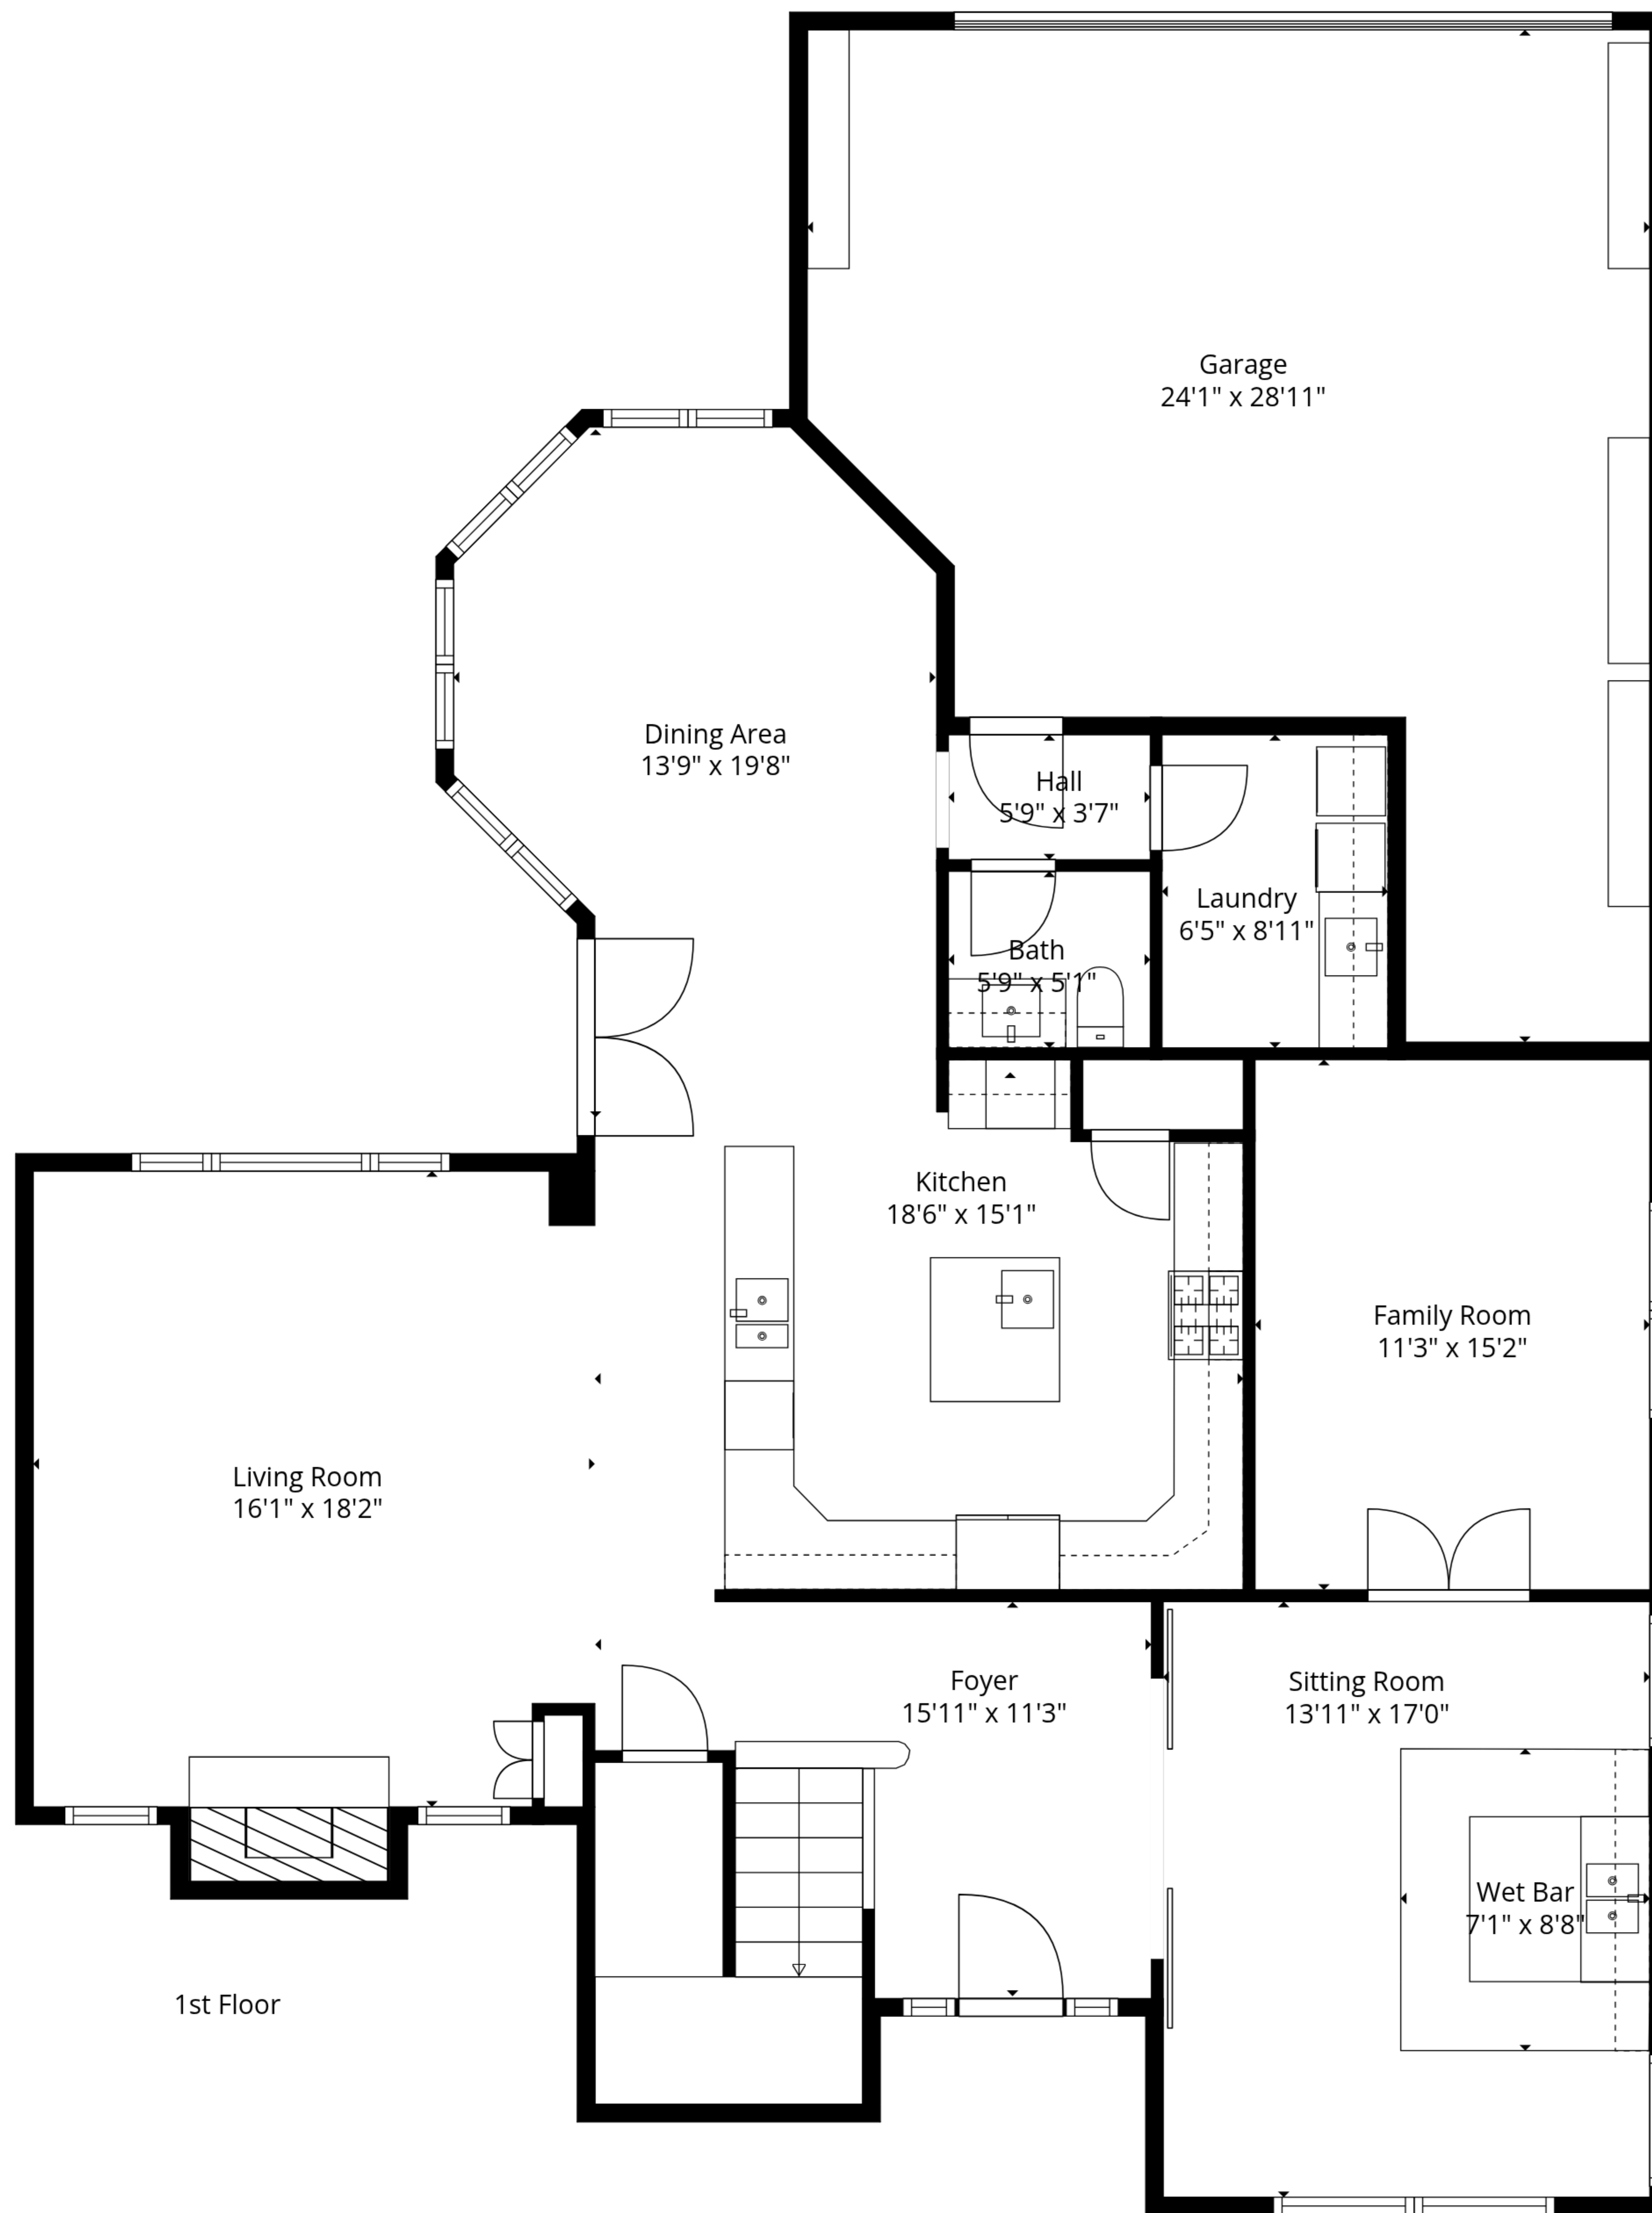 Garage
24'1" x 28'11"
Dining Area
13'9" x 19'8"
Hall
5'9" x 3'7"
Laundry
6'5" x 8'11"
Bath
5'9" x 5'1"
Kitchen
18'6" x 15'1"
Family Room
11'3" x 15'2"
Living Room
16'1" x 18'2"
Foyer
15'11" x 11'3"
Sitting Room
13'11" x 17'0"
Wet Bar
7'1" x 8'8"
1st Floor